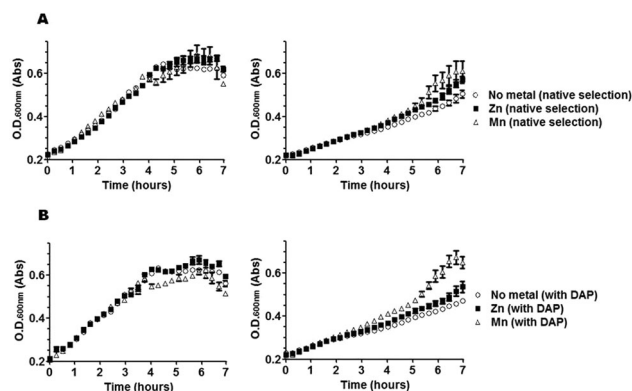 A
O.D.600nm (Abs)
0.6
0.4
0.2
0 1 2 3 4 5 6 7
Time (hours)
0.6
0.4
0.2
0 1 2 3 4 5 6 7
Time (hours)
No metal (native selection)
Zn (native selection)
Mn (native selection)
B
O.D.600nm (Abs)
0.6
0.4
0.2
0 1 2 3 4 5 6 7
Time (hours)
O.D.600nm (Abs)
0.6
0.4
0.2
0 1 2 3 4 5 6 7
Time (hours)
No metal (with DAP)
Zn (with DAP)
Mn (with DAP)